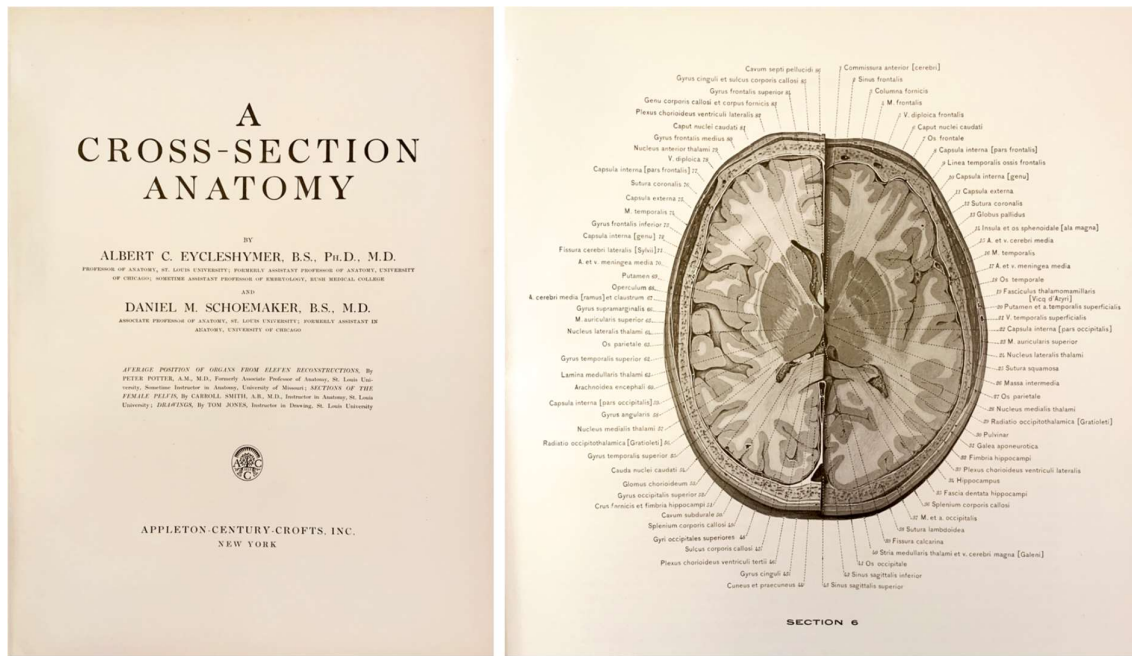 A
CROSS-SECTION
ANATOMY
BY
ALBERT C. EYCLESHYMER, B.S., PH.D., M.D.
PROFESSOR OF ANATOMY, ST. LOUIS UNIVERSITY; FORMERLY ASSISTANT PROFESSOR OF ANATOMY, UNIVERSITY
OF CHICAGO; SOMETIME ASSISTANT PROFESSOR OF EMBRYOLOGY, RUSH MEDICAL COLLEGE
AND
DANIEL M. SCHOEMAKER, B.S., M.D.
ASSOCIATE PROFESSOR OF ANATOMY, ST. LOUIS UNIVERSITY; FORMERLY ASSISTANT IN
ANATOMY, UNIVERSITY OF CHICAGO
AVERAGE POSITION OF ORGANS FROM ELEVEN RECONSTRUCTIONS, By
PETER POTTER, A.M., M.D., Formerly Associate Professor of Anatomy, St. Louis Uni-
versity, Sometime Instructor in Anatomy, University of Missouri; SECTIONS OF THE
FEMALE PELVIS, By CARROLL SMITH, A.B., M.D., Instructor in Anatomy, St. Louis
University; DRAWINGS, By TOM JONES, Instructor in Drawing, St. Louis University
A C C
APPLETON-CENTURY-CROFTS, INC.
NEW YORK
Cavum septi pellucidi
Gyrus cinguli et sulcus corporis callosi
Gyrus frontalis superior
Genu corporis callosi et corpus fornicis
Plexus chorioideus ventriculi lateralis
Caput nuclei caudati
Gyrus frontalis medius
Nucleus anterior thalami
V. diploica
Capsula interna [pars frontalis]
Sutura coronalis
Capsula externa
M. temporalis
Gyrus frontalis inferior
Capsula interna [genu]
Fissura cerebri lateralis [Sylvii]
A. et v. meningea media
Putamen
Operculum
A. cerebri media [ramus] et claustrum
Gyrus supramarginalis
M. auricularis superior
Nucleus lateralis thalami
Os parietale
Gyrus temporalis superior
Lamina medullaris thalami
Arachnoidea encephali
Capsula interna [pars occipitalis]
Gyrus angularis
Nucleus medialis thalami
Radiatio occipitothalamica [Gratioleti]
Gyrus temporalis superior
Cauda nuclei caudati
Glomus chorioideum
Gyrus occipitalis superior
Crus fornicis et fimbria hippocampi
Cavum subdurale
Splenium corporis callosi
Gyri occipitales superiores
Sulcus corporis callosi
Plexus chorioideus ventriculi tertii
Gyrus cinguli
Cuneus et praecuneus
Commissura anterior [cerebri]
Sinus frontalis
Columna fornicis
M. frontalis
V. diploica frontalis
Caput nuclei caudati
Os frontale
Capsula interna [pars frontalis]
Linea temporalis ossis frontalis
Capsula interna [genu]
Capsula externa
Sutura coronalis
Globus pallidus
Insula et os sphenoidale [ala magna]
A. et v. cerebri media
M. temporalis
A. et v. meningea media
Os temporale
Fasciculus thalamomamillaris
[Vicq d'Azyri]
Putamen et a. temporalis superficialis
V. temporalis superficialis
Capsula interna [pars occipitalis]
M. auricularis superior
Nucleus lateralis thalami
Sutura squamosa
Massa intermedia
Os parietale
Nucleus medialis thalami
Radiatio occipitothalamica [Gratioleti]
Pulvinar
Galea aponeurotica
Fimbria hippocampi
Plexus chorioideus ventriculi lateralis
Hippocampus
Fascia dentata hippocampi
Splenium corporis callosi
M. et a. occipitalis
Sutura lambdoidea
Fissura calcarina
Stria medullaris thalami et v. cerebri magna [Galeni]
Os occipitale
Sinus sagittalis inferior
Sinus sagittalis superior
SECTION 6